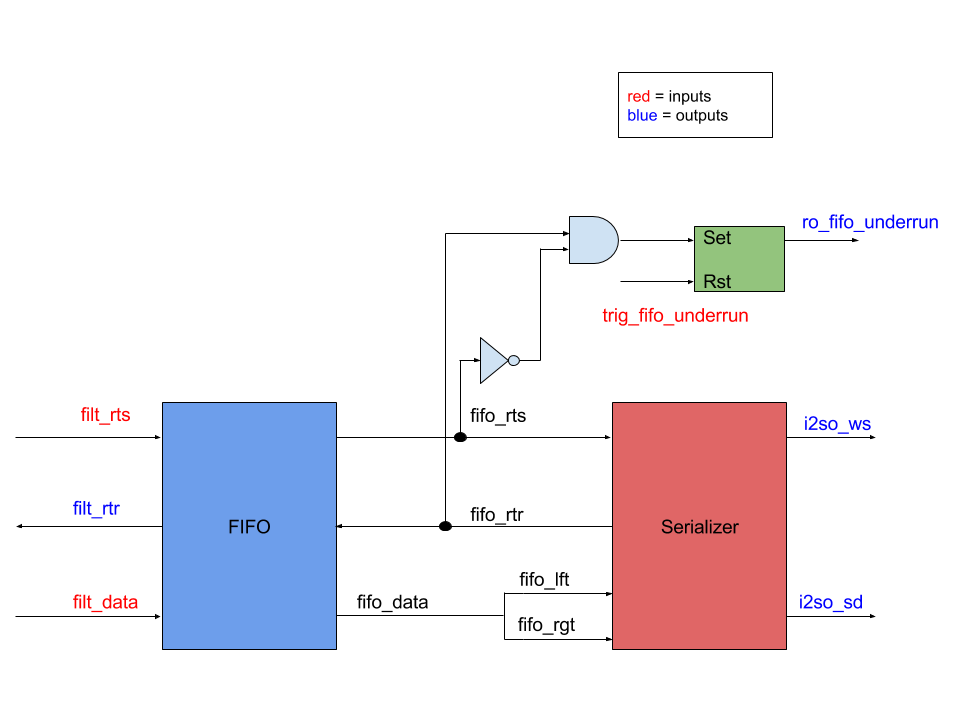 red = inputs
blue = outputs
ro_fifo_underrun
Set
Rst
trig_fifo_underrun
filt_rts
fifo_rts
i2so_ws
filt_rtr
fifo_rtr
FIFO
Serializer
fifo_lft
filt_data
fifo_data
i2so_sd
fifo_rgt